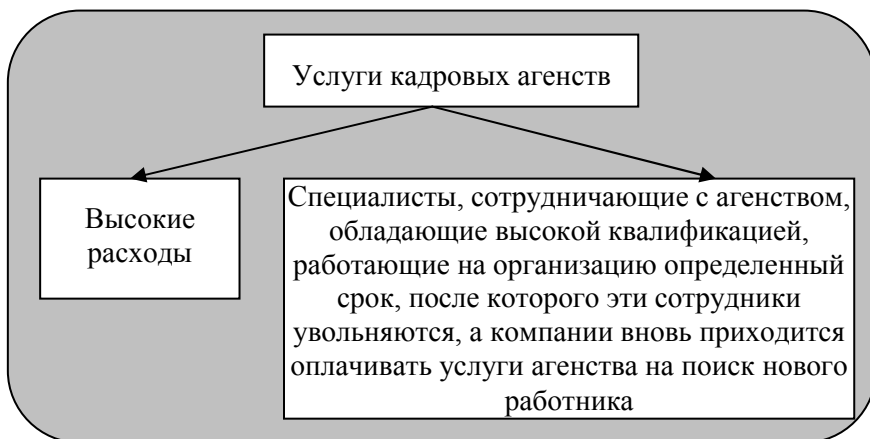 Услуги кадровых агенств
Высокие
расходы
Специалисты, сотрудничающие с агенством,
обладающие высокой квалификацией,
работающие на организацию определенный
срок, после которого эти сотрудники
увольняются, а компании вновь приходится
оплачивать услуги агенства на поиск нового
работника